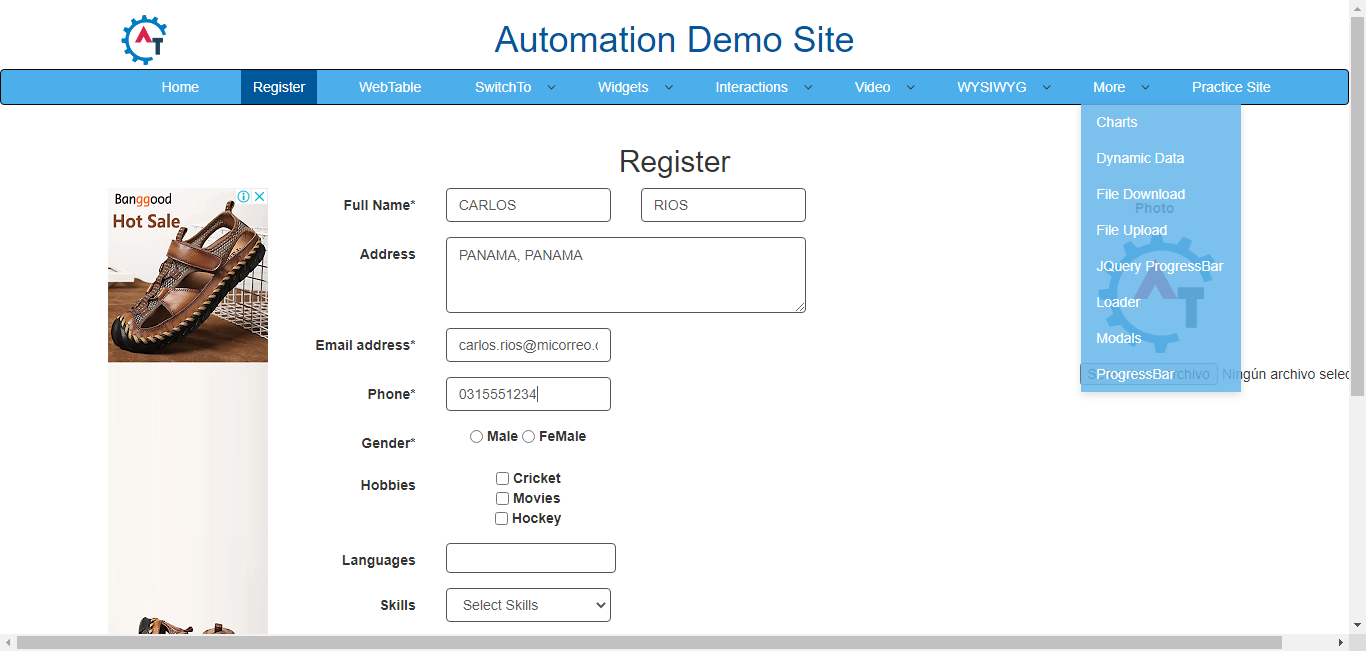 Automation Demo Site
Home Register WebTable SwitchTo Widgets Interactions Video WYSIWYG More Practice Site
Charts
Dynamic Data
File Download
File Upload
JQuery ProgressBar
Loader
Modals
ProgressBar
Register
Banggood
Hot Sale
Full Name* CARLOS RIOS
Photo
Address PANAMA, PANAMA
Email address* carlos.rios@micorreo.c
Phone* 0315551234
Ningún archivo selec
Gender* Male FeMale
Hobbies Cricket
Movies
Hockey
Languages
Skills Select Skills